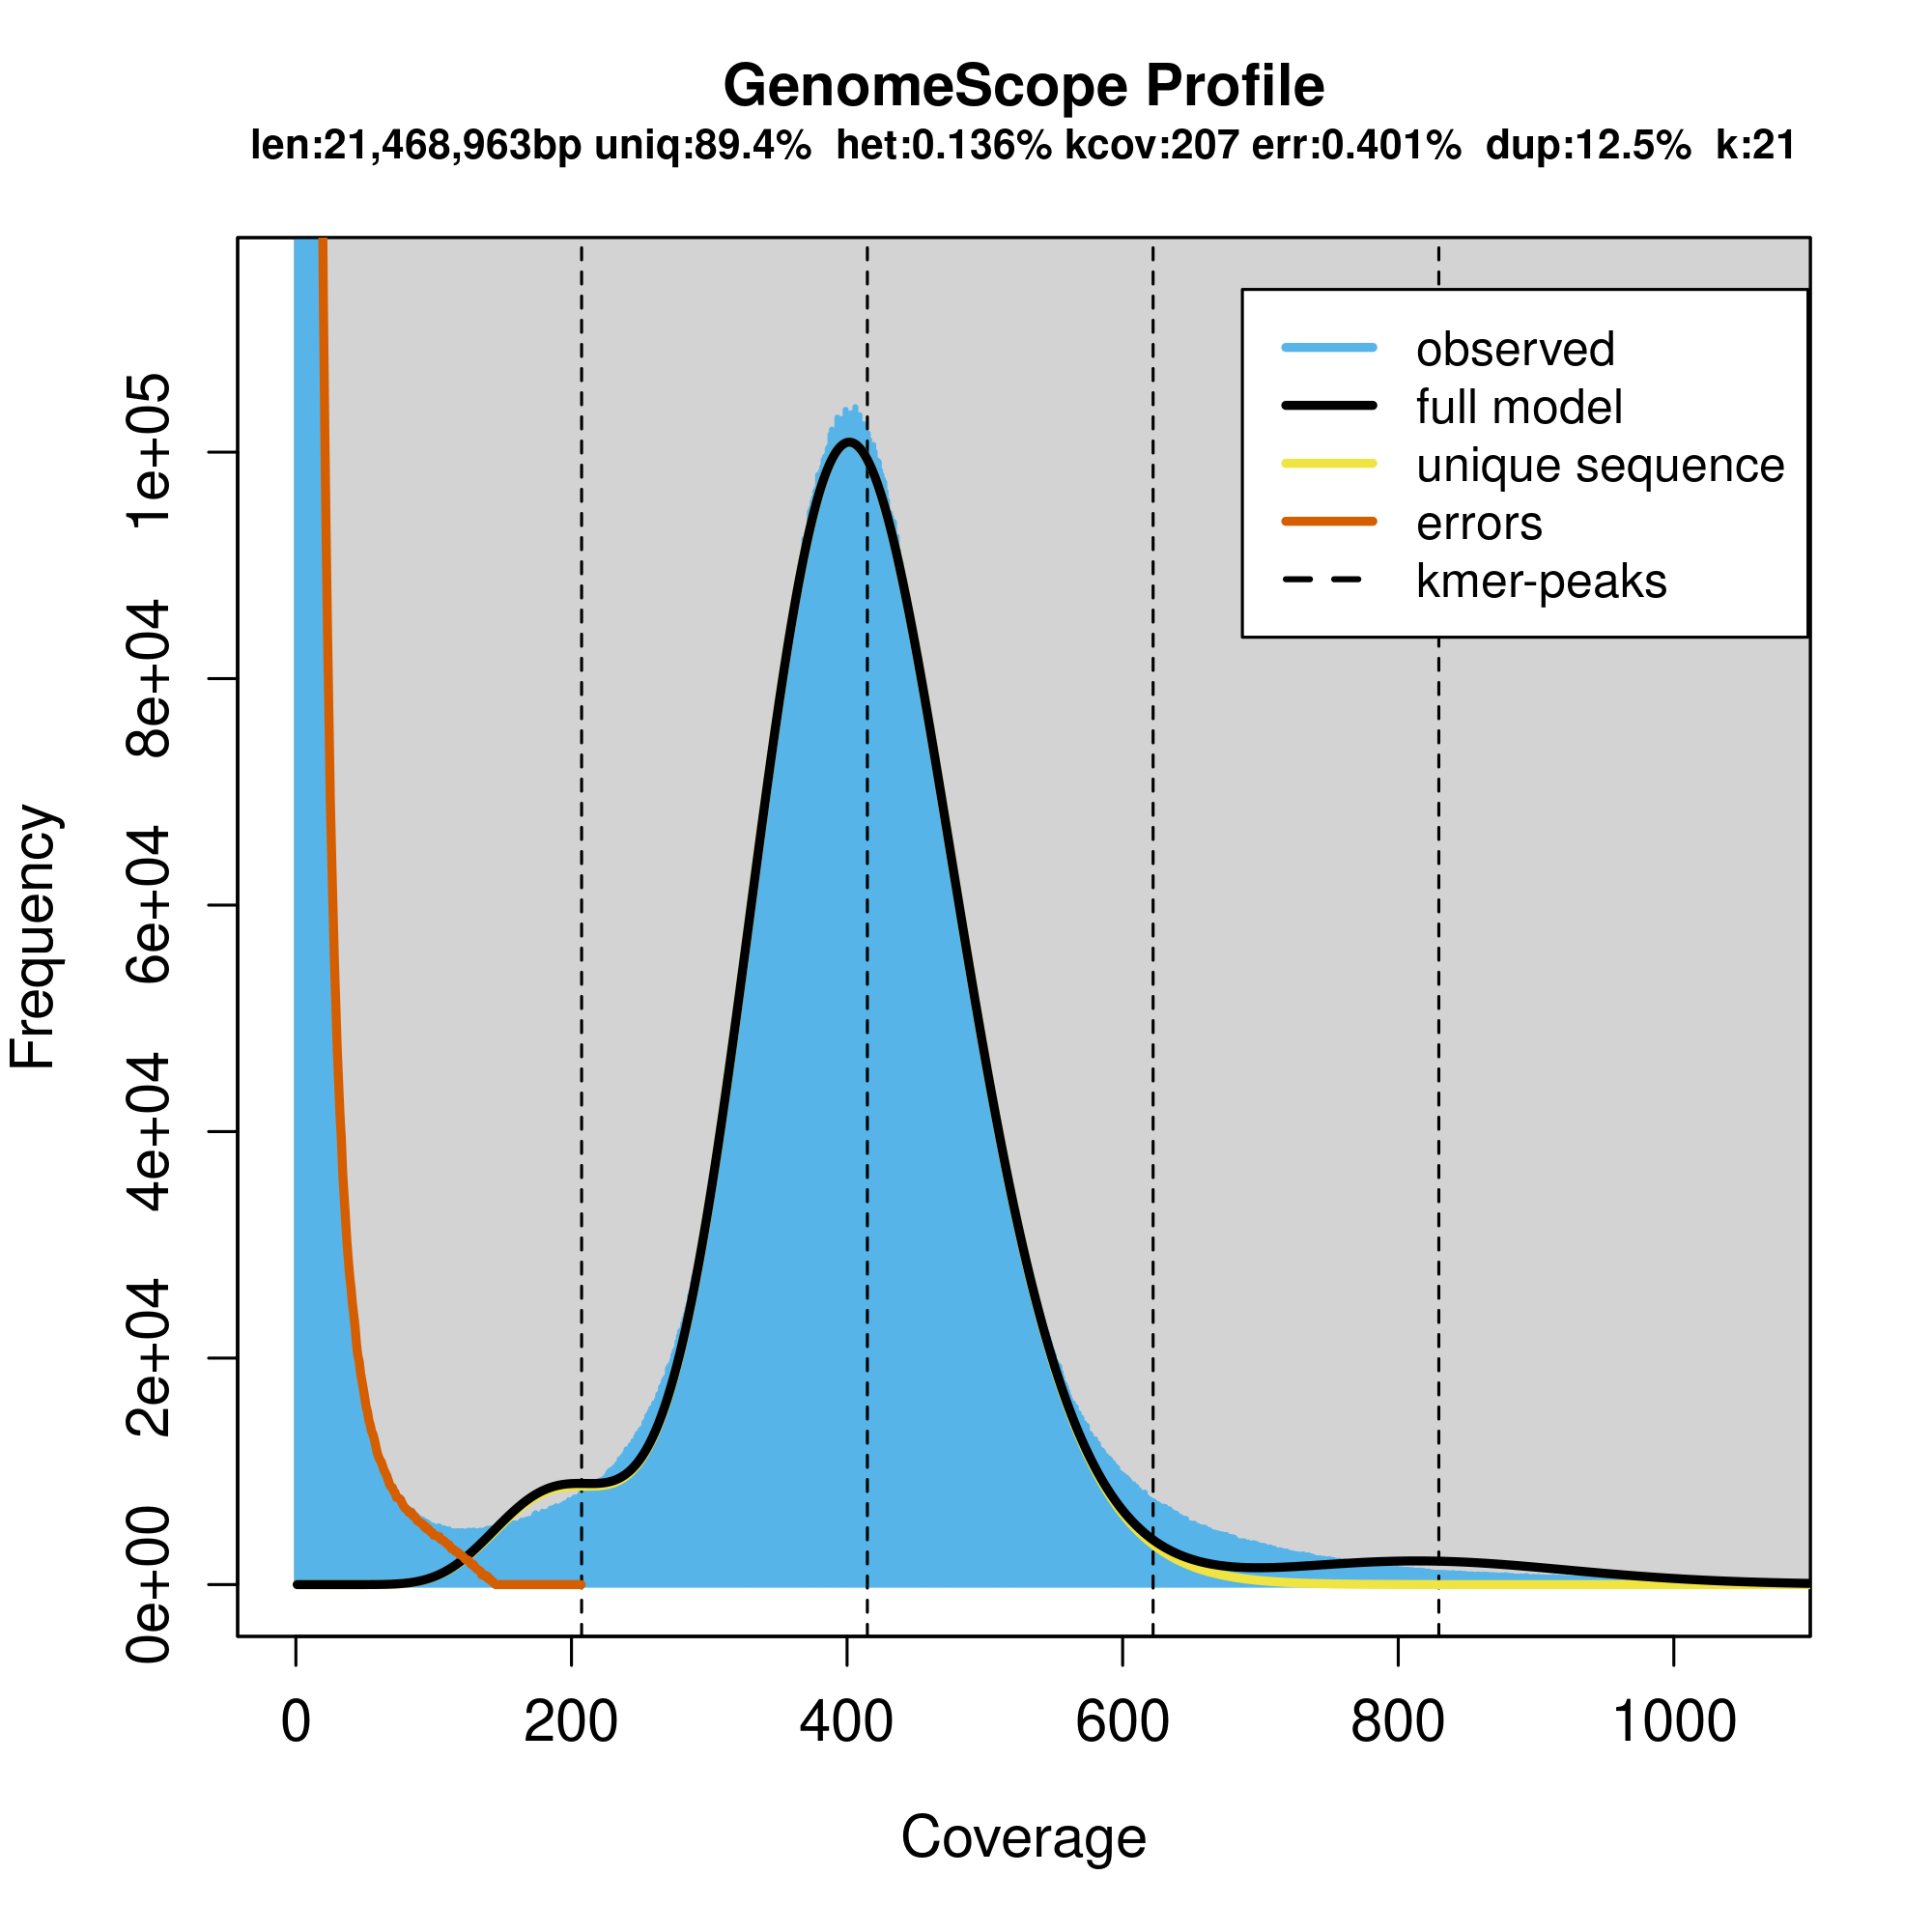 GenomeScope Profile
len:21,468,963bp uniq:89.4%  het:0.136% kcov:207 err:0.401%  dup:12.5%  k:21
observed
full model
unique sequence
errors
kmer-peaks
Frequency
1e+05
8e+04
6e+04
4e+04
2e+04
0e+00
0 200 400 600 800 1000
Coverage